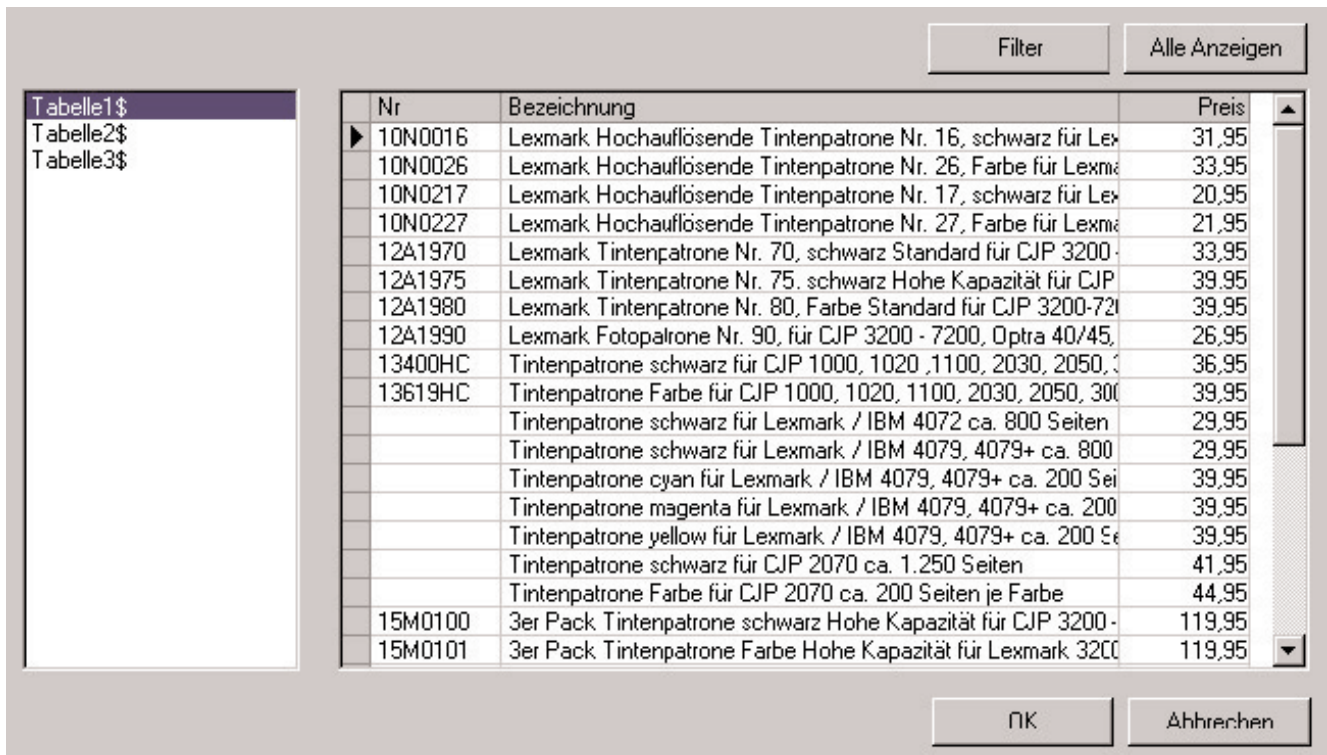 Filter Alle Anzeigen
Tabelle1$
Tabelle2$
Tabelle3$
Nr Bezeichnung Preis
10N0016 Lexmark Hochauflösende Tintenpatrone Nr. 16, schwarz für Lex 31,95
10N0026 Lexmark Hochauflösende Tintenpatrone Nr. 26, Farbe für Lexma 33,95
10N0217 Lexmark Hochauflösende Tintenpatrone Nr. 17, schwarz für Lex 20,95
10N0227 Lexmark Hochauflösende Tintenpatrone Nr. 27, Farbe für Lexma 21,95
12A1970 Lexmark Tintenpatrone Nr. 70, schwarz Standard für CJP 3200 - 33,95
12A1975 Lexmark Tintenpatrone Nr. 75. schwarz Hohe Kapazität für CJP 39.95
12A1980 Lexmark Tintenpatrone Nr. 80, Farbe Standard für CJP 3200-720 39,95
12A1990 Lexmark Fotopatrone Nr. 90, für CJP 3200 - 7200, Optra 40/45, 26,95
13400HC Tintenpatrone schwarz für CJP 1000, 1020 ,1100, 2030, 2050, 36,95
13619HC Tintenpatrone Farbe für CJP 1000, 1020, 1100, 2030, 2050, 300 39,95
Tintenpatrone schwarz für Lexmark / IBM 4072 ca. 800 Seiten 29,95
Tintenpatrone schwarz für Lexmark / IBM 4079, 4079+ ca. 800 29,95
Tintenpatrone cyan für Lexmark / IBM 4079, 4079+ ca. 200 Sei 39,95
Tintenpatrone magenta für Lexmark / IBM 4079, 4079+ ca. 200 39,95
Tintenpatrone yellow für Lexmark / IBM 4079, 4079+ ca. 200 Se 39,95
Tintenpatrone schwarz für CJP 2070 ca. 1.250 Seiten 41,95
Tintenpatrone Farbe für CJP 2070 ca. 200 Seiten je Farbe 44,95
15M0100 3er Pack Tintenpatrone schwarz Hohe Kapazität für CJP 3200 - 119,95
15M0101 3er Pack Tintenpatrone Farbe Hohe Kapazität für Lexmark 3200 119,95
OK Abbrechen